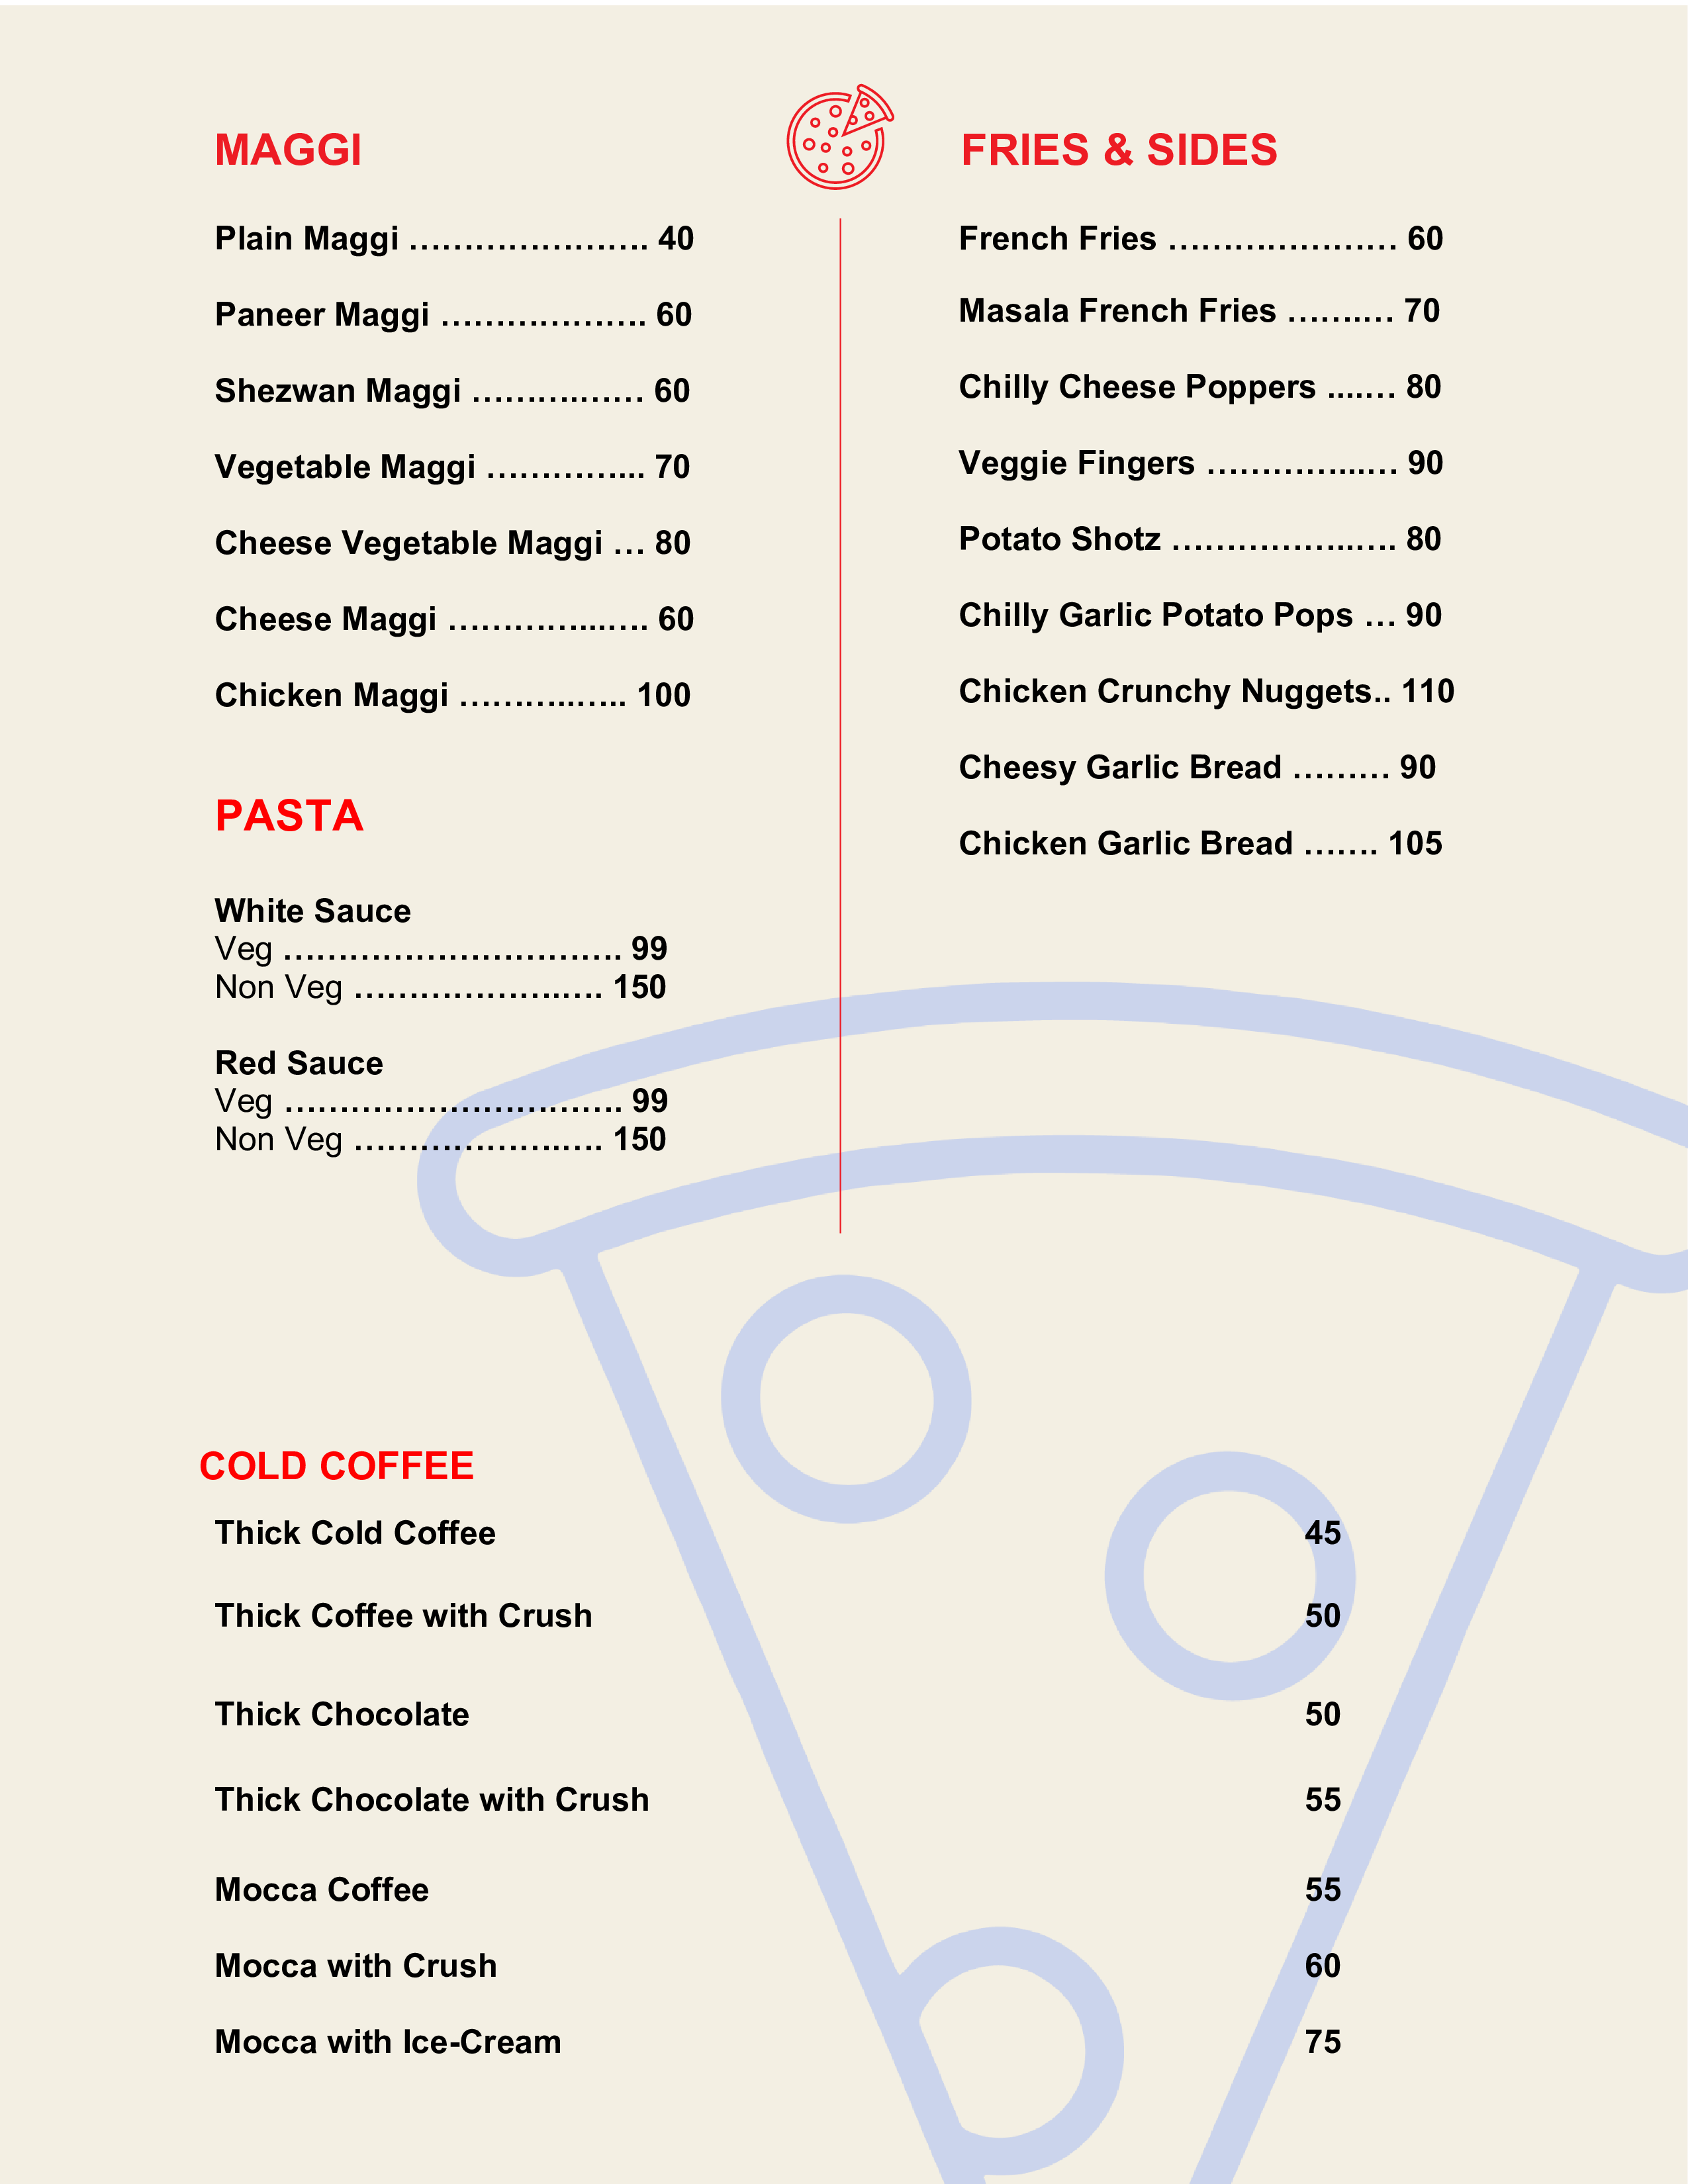 MAGGI
Plain Maggi …………………. 40
Paneer Maggi ………………. 60
Shezwan Maggi ……………. 60
Vegetable Maggi …………... 70
Cheese Vegetable Maggi … 80
Cheese Maggi …………...…. 60
Chicken Maggi ………..….. 100
PASTA
White Sauce
Veg …………………………. 99
Non Veg ………………..…. 150
Red Sauce
Veg …………………………. 99
Non Veg ………………..…. 150
FRIES & SIDES
French Fries ………………… 60
Masala French Fries …….… 70
Chilly Cheese Poppers ...… 80
Veggie Fingers …………...… 90
Potato Shotz ……………..…. 80
Chilly Garlic Potato Pops … 90
Chicken Crunchy Nuggets.. 110
Cheesy Garlic Bread ……… 90
Chicken Garlic Bread ……. 105
COLD COFFEE
Thick Cold Coffee 45
Thick Coffee with Crush 50
Thick Chocolate 50
Thick Chocolate with Crush 55
Mocca Coffee 55
Mocca with Crush 60
Mocca with Ice-Cream 75